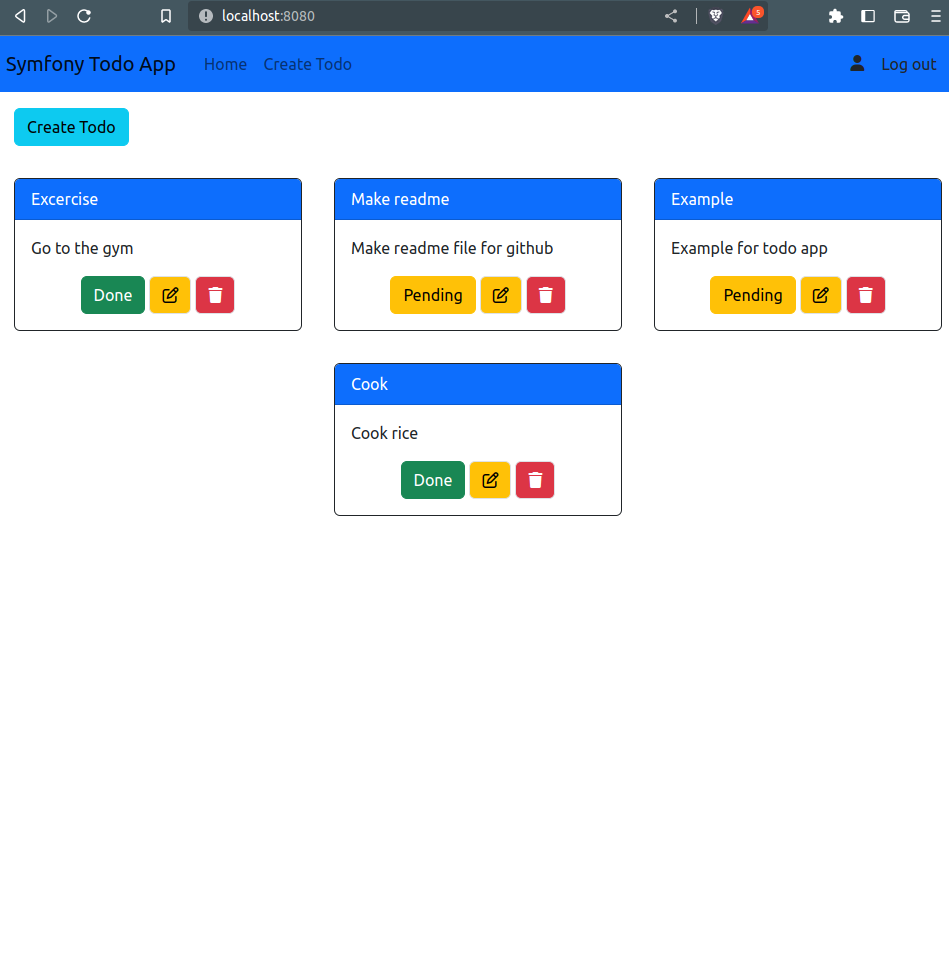 localhost:8080
5
Symfony Todo App Home Create Todo Log out
Create Todo
Excercise
Go to the gym
Done
Make readme
Make readme file for github
Pending
Example
Example for todo app
Pending
Cook
Cook rice
Done